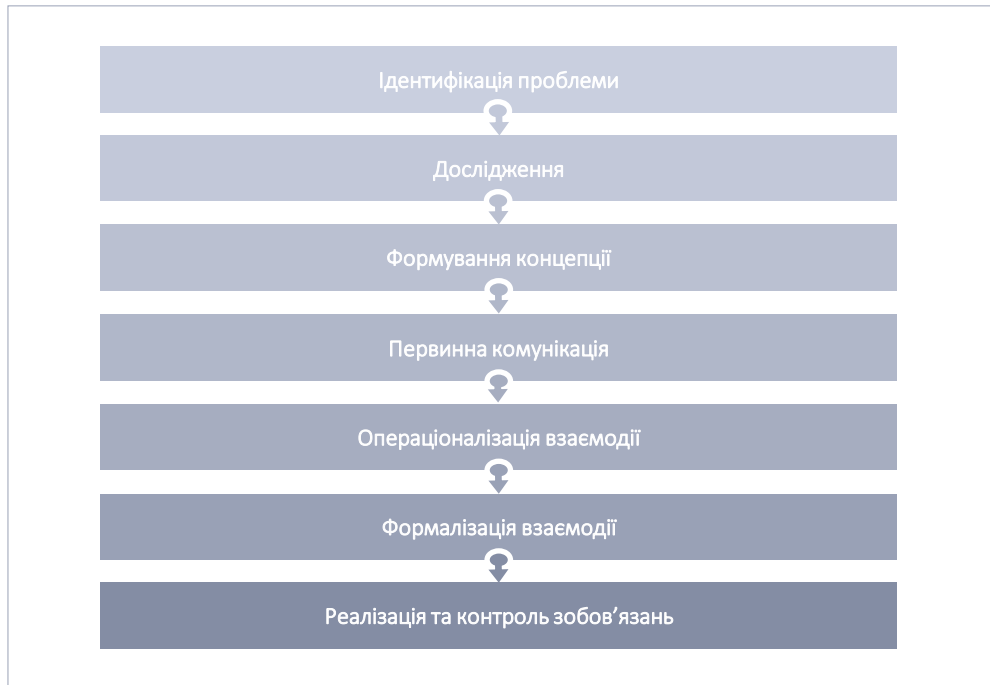 Ідентифікація проблеми
Дослідження
Формування концепції
Первинна комунікація
Операціоналізація взаємодії
Формалізація взаємодії
Реалізація та контроль зобов’язань